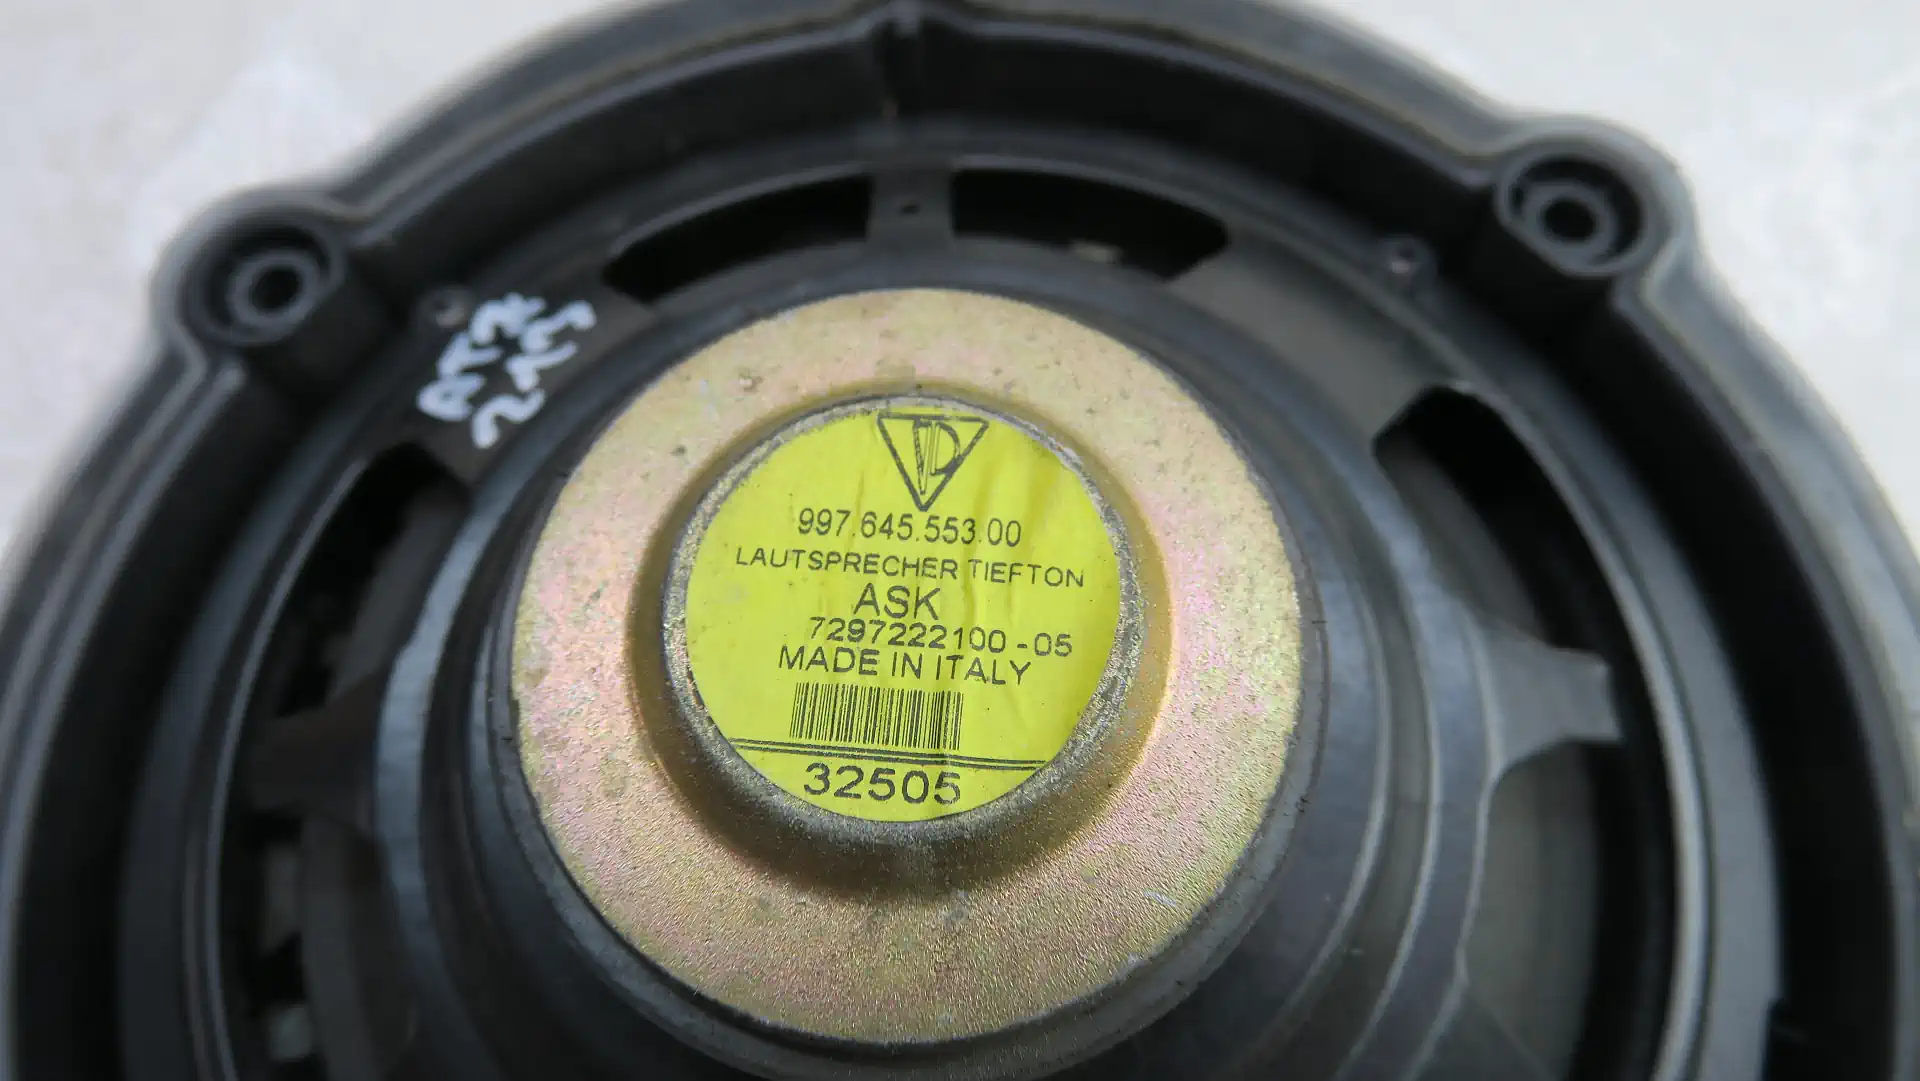 997.645.553.00
LAUTSPRECHER TIEFTON
ASK
7297222100-05
MADE IN ITALY
32505